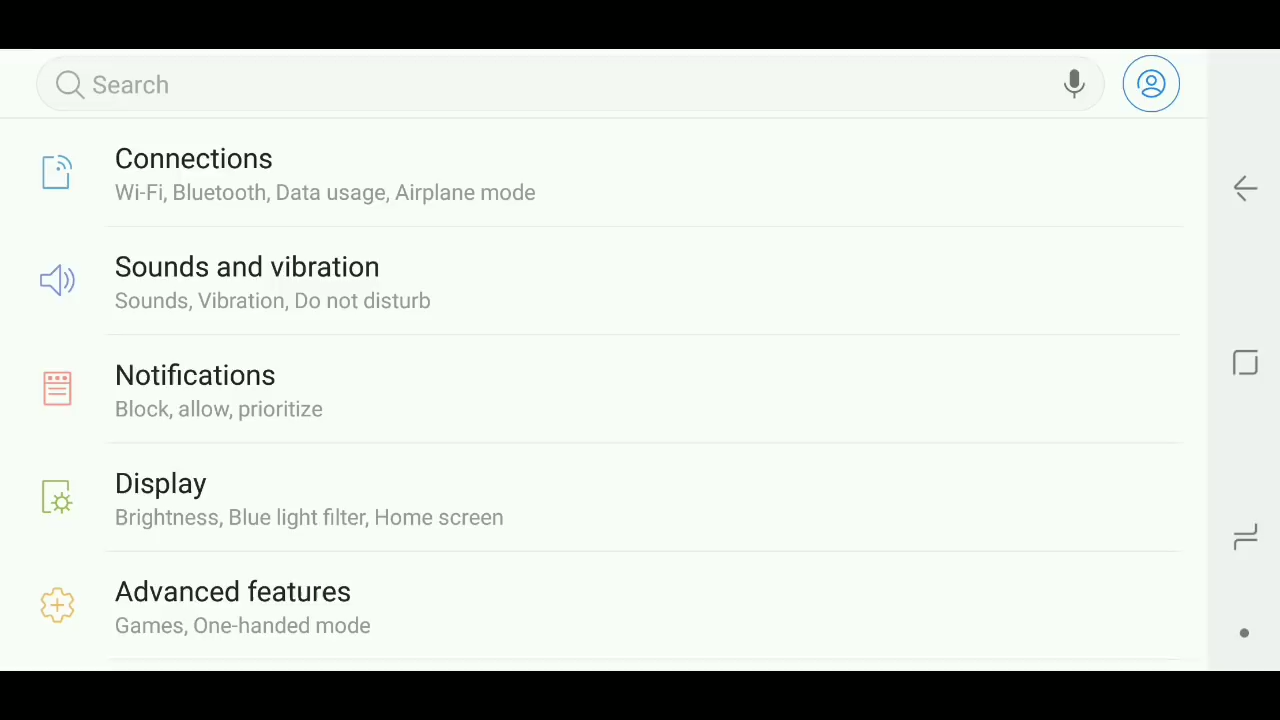 Search
Connections
Wi-Fi, Bluetooth, Data usage, Airplane mode
Sounds and vibration
Sounds, Vibration, Do not disturb
Notifications
Block, allow, prioritize
Display
Brightness, Blue light filter, Home screen
Advanced features
Games, One-handed mode